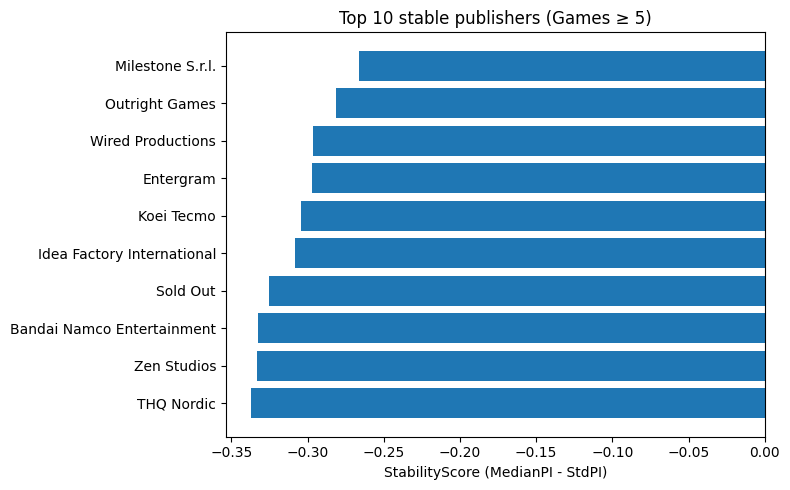 Top 10 stable publishers (Games ≥ 5)
Milestone S.r.l.
Outright Games
Wired Productions
Entergram
Koei Tecmo
Idea Factory International
Sold Out
Bandai Namco Entertainment
Zen Studios
THQ Nordic
−0.35 −0.30 −0.25 −0.20 −0.15 −0.10 −0.05 0.00
StabilityScore (MedianPI - StdPI)